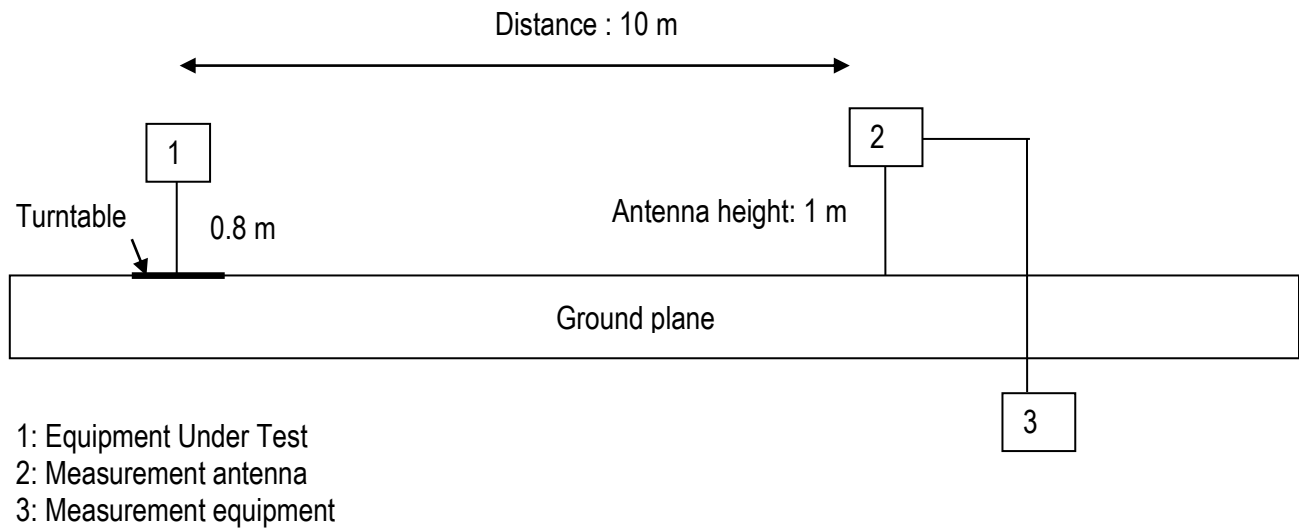 Distance : 10 m
1
2
Turntable
0.8 m
Antenna height: 1 m
Ground plane
3
1: Equipment Under Test
2: Measurement antenna
3: Measurement equipment